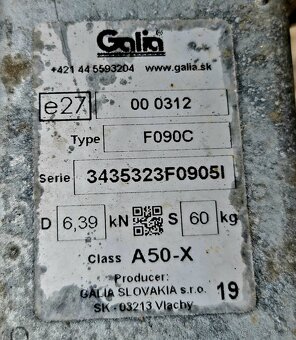 Galia
+421 44 5593204 www.galia.sk
e27 00 0312
Type F090C
Serie 3435323F0905I
D 6,39 kN S 60 kg
Class A50-X
Producer:
GALIA SLOVAKIA s.r.o. 19
SK - 03213 Vlachy